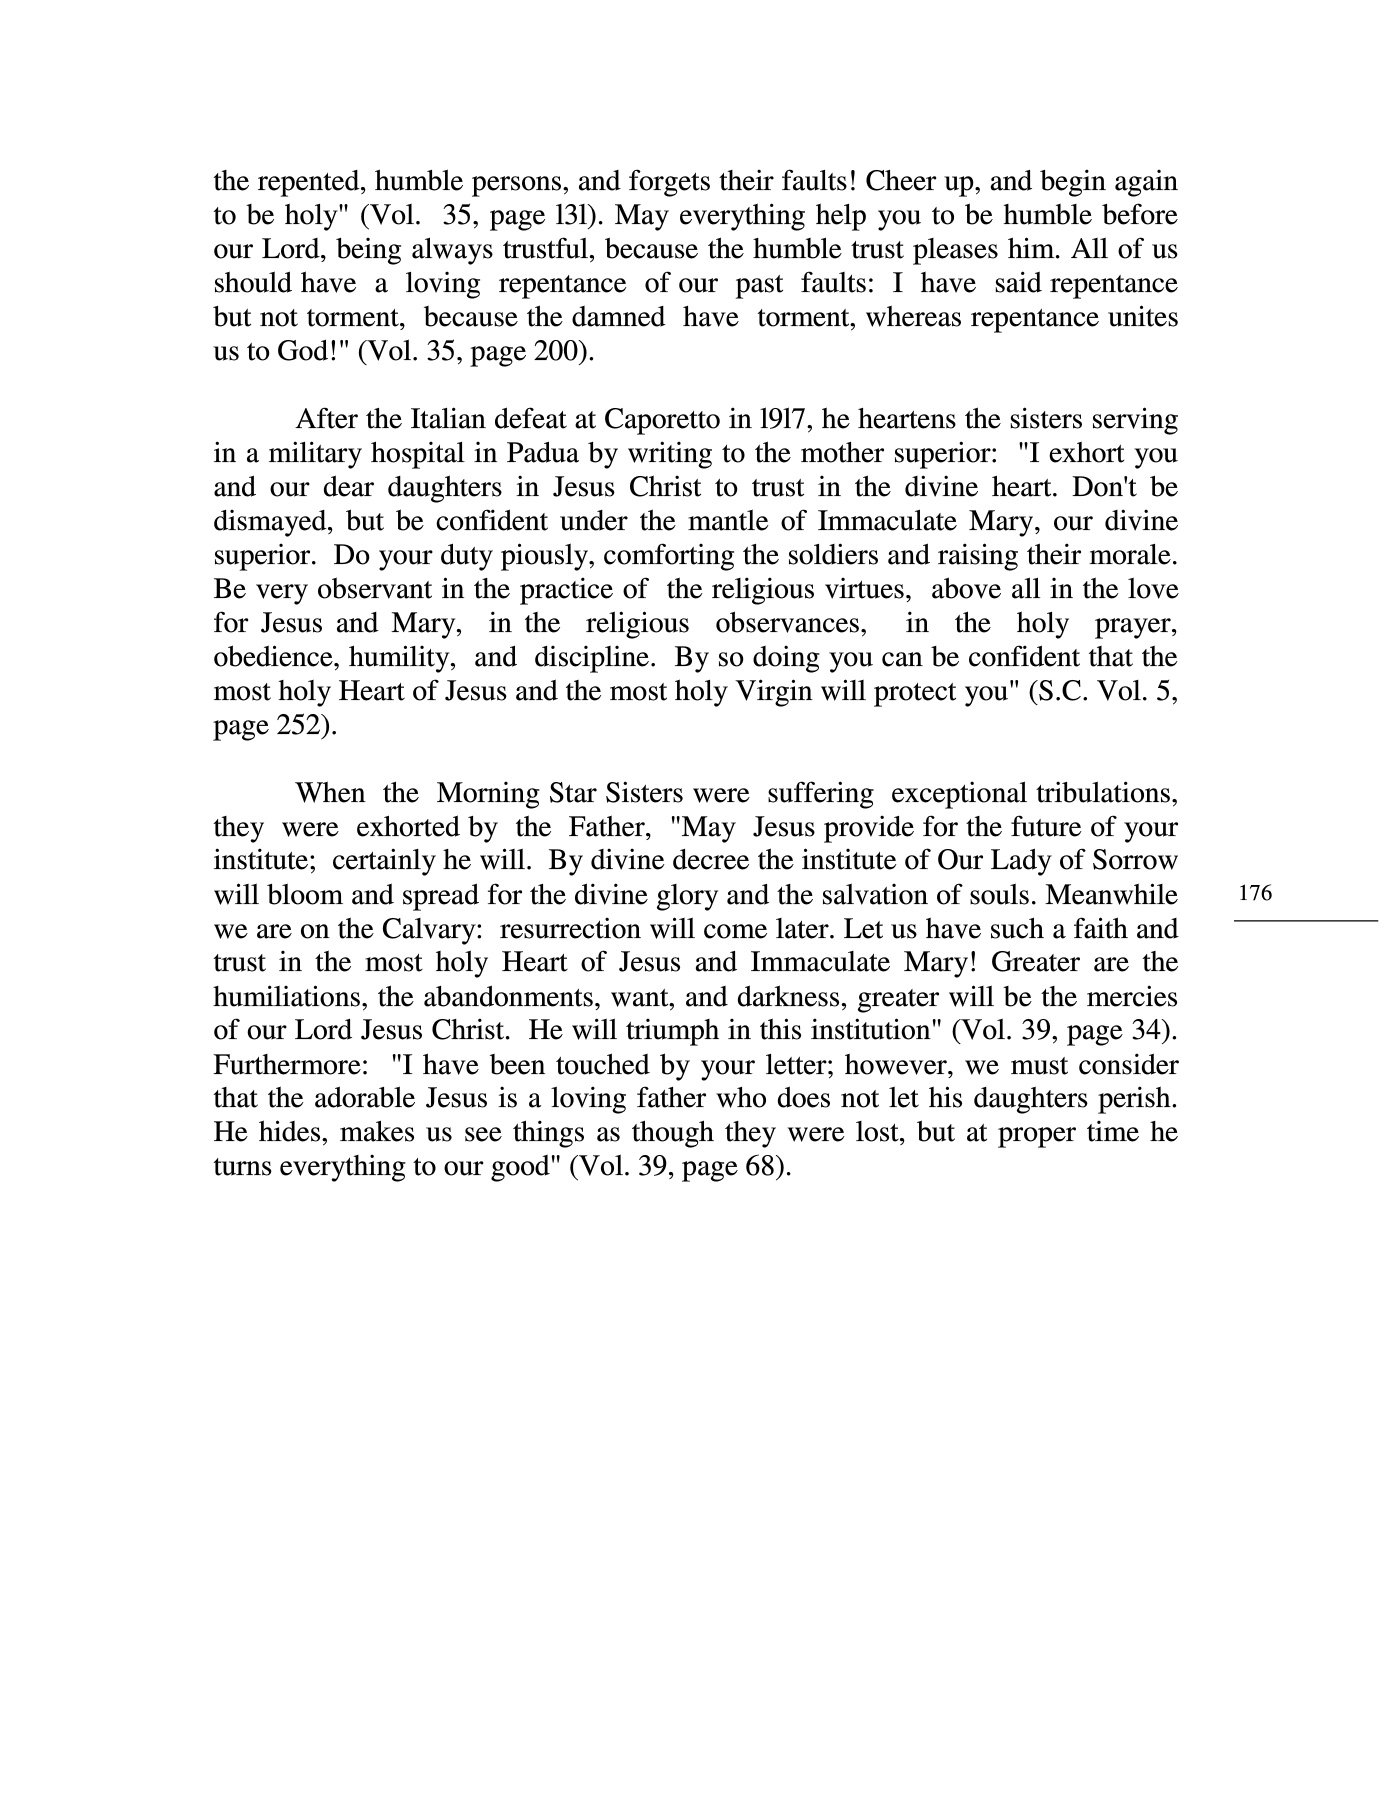 the repented, humble persons, and forgets their faults! Cheer up, and begin again
to be holy" (Vol. 35, page l3l). May everything help you to be humble before
our Lord, being always trustful, because the humble trust pleases him. All of us
should have a loving repentance of our past faults: I have said repentance
but not torment, because the damned have torment, whereas repentance unites
us to God!" (Vol. 35, page 200).
After the Italian defeat at Caporetto in l9l7, he heartens the sisters serving
in a military hospital in Padua by writing to the mother superior: "I exhort you
and our dear daughters in Jesus Christ to trust in the divine heart. Don't be
dismayed, but be confident under the mantle of Immaculate Mary, our divine
superior. Do your duty piously, comforting the soldiers and raising their morale.
Be very observant in the practice of the religious virtues, above all in the love
for Jesus and Mary, in the religious observances, in the holy prayer,
obedience, humility, and discipline. By so doing you can be confident that the
most holy Heart of Jesus and the most holy Virgin will protect you" (S.C. Vol. 5,
page 252).
When the Morning Star Sisters were suffering exceptional tribulations,
they were exhorted by the Father, "May Jesus provide for the future of your
institute; certainly he will. By divine decree the institute of Our Lady of Sorrow
will bloom and spread for the divine glory and the salvation of souls. Meanwhile
we are on the Calvary: resurrection will come later. Let us have such a faith and
trust in the most holy Heart of Jesus and Immaculate Mary! Greater are the
humiliations, the abandonments, want, and darkness, greater will be the mercies
of our Lord Jesus Christ. He will triumph in this institution" (Vol. 39, page 34).
Furthermore: "I have been touched by your letter; however, we must consider
that the adorable Jesus is a loving father who does not let his daughters perish.
He hides, makes us see things as though they were lost, but at proper time he
turns everything to our good" (Vol. 39, page 68).
176